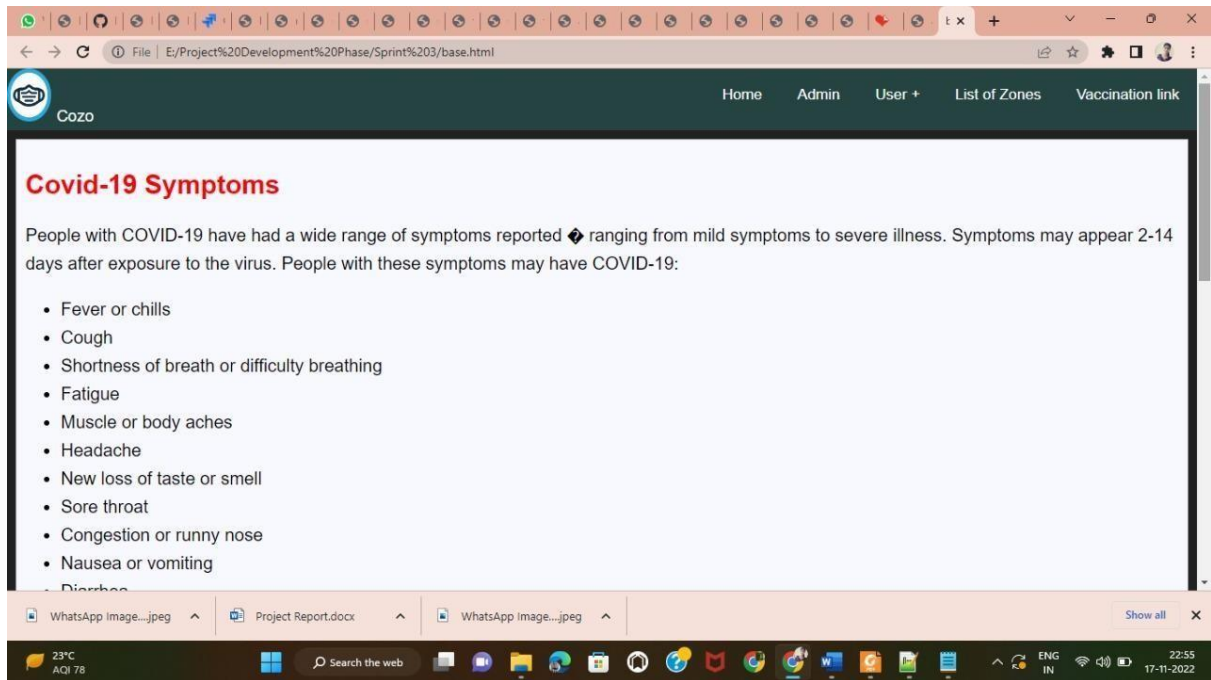 File | E:/Project%20Development%20Phase/Sprint%203/base.html
Cozo
Home Admin User + List of Zones Vaccination link
Covid-19 Symptoms
People with COVID-19 have had a wide range of symptoms reported � ranging from mild symptoms to severe illness. Symptoms may appear 2-14
days after exposure to the virus. People with these symptoms may have COVID-19:
• Fever or chills
• Cough
• Shortness of breath or difficulty breathing
• Fatigue
• Muscle or body aches
• Headache
• New loss of taste or smell
• Sore throat
• Congestion or runny nose
• Nausea or vomiting
• Diarrhea
WhatsApp Image....jpeg Project Report.docx WhatsApp Image....jpeg Show all
23°C
AQI 78
Search the web
ENG
IN
22:55
17-11-2022